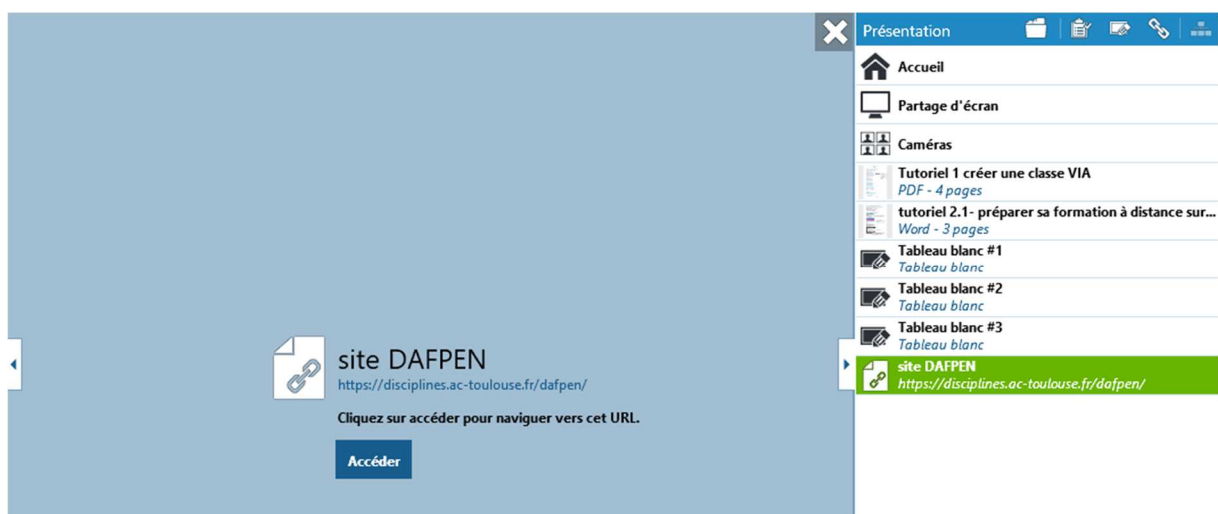 site DAFPEN
https://disciplines.ac-toulouse.fr/dafpen/
Cliquez sur accéder pour naviguer vers cet URL.
Accéder
Présentation
Accueil
Partage d'écran
Caméras
Tutoriel 1 créer une classe VIA
PDF - 4 pages
tutoriel 2.1- préparer sa formation à distance sur...
Word - 3 pages
Tableau blanc #1
Tableau blanc
Tableau blanc #2
Tableau blanc
Tableau blanc #3
Tableau blanc
site DAFPEN
https://disciplines.ac-toulouse.fr/dafpen/